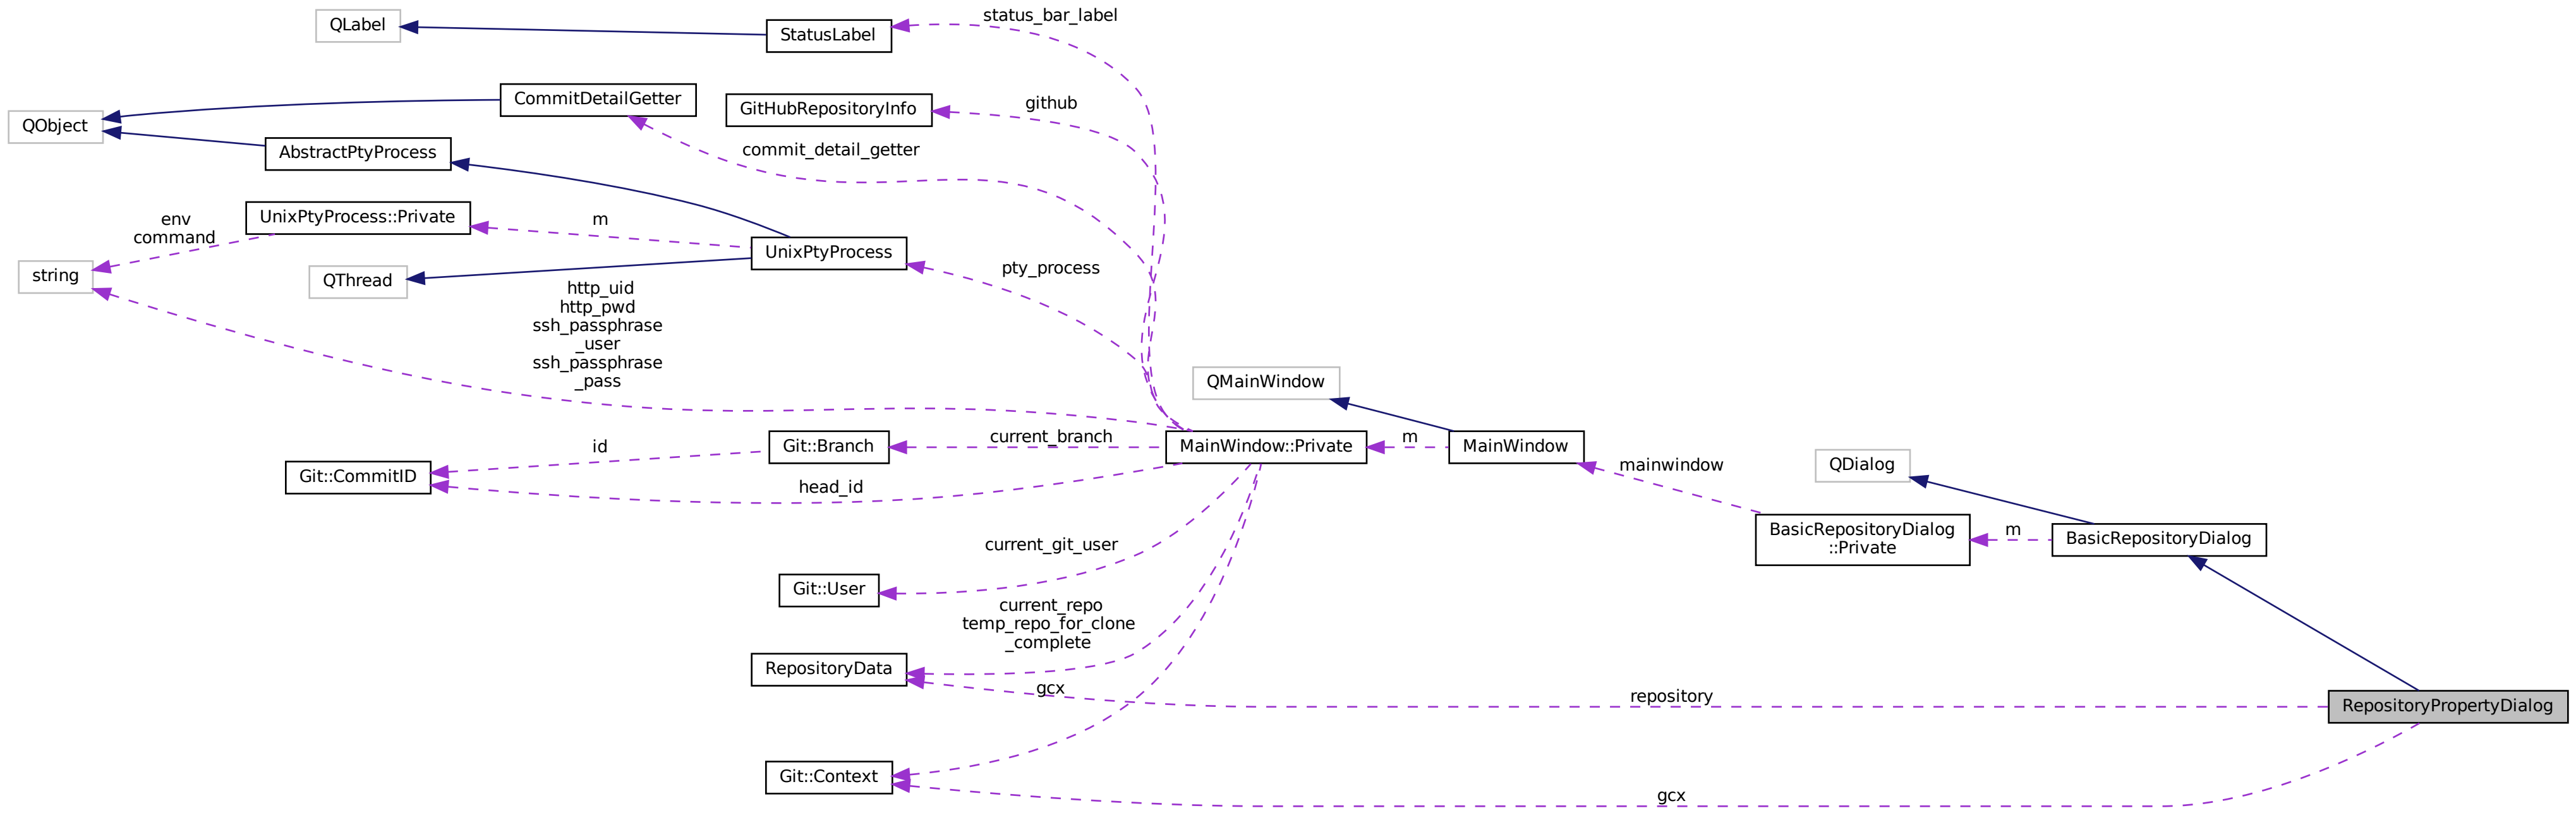 QLabel
StatusLabel
status_bar_label
CommitDetailGetter
GitHubRepositoryInfo
github
QObject
AbstractPtyProcess
commit_detail_getter
UnixPtyProcess::Private
env
command
m
UnixPtyProcess
string
QThread
pty_process
http_uid
http_pwd
ssh_passphrase
_user
ssh_passphrase
_pass
QMainWindow
Git::Branch
current_branch
MainWindow::Private
m
MainWindow
id
Git::CommitID
head_id
mainwindow
QDialog
BasicRepositoryDialog
::Private
m
BasicRepositoryDialog
current_git_user
Git::User
current_repo
temp_repo_for_clone
_complete
RepositoryData
gcx
repository
RepositoryPropertyDialog
Git::Context
gcx